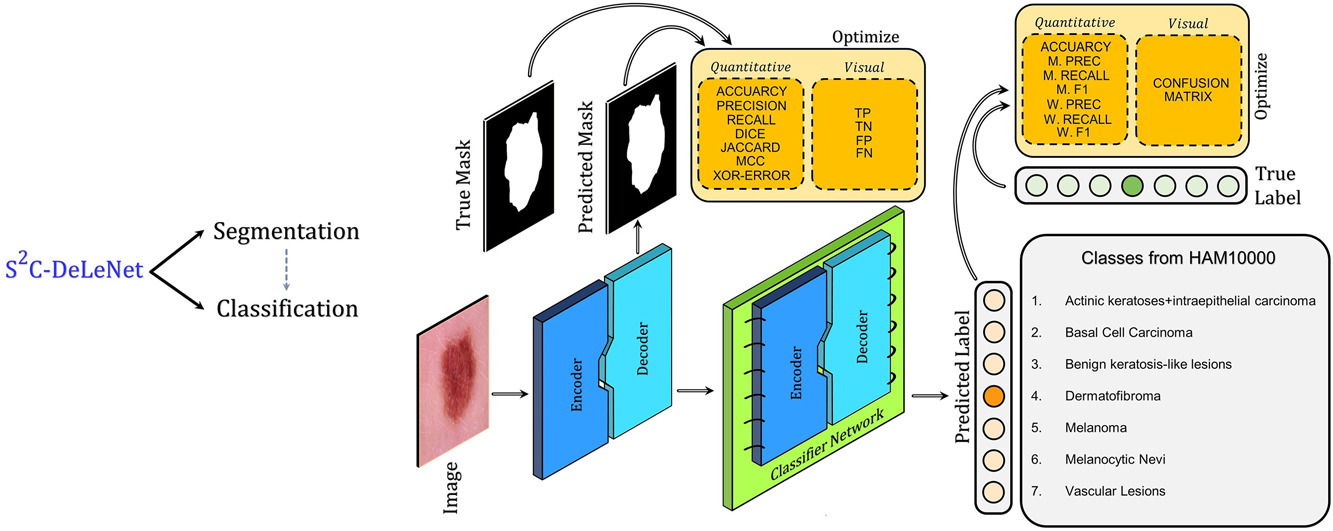 S²C-DeLeNet
Segmentation
Classification
True Mask
Predicted Mask
Image
Encoder
Decoder
Optimize
Quantitative
ACCUARCY
PRECISION
RECALL
DICE
JACCARD
MCC
XOR-ERROR
Visual
TP
TN
FP
FN
Encoder
Decoder
Classifier Network
Quantitative
ACCUARCY
M. PREC
M. RECALL
M. F1
W. PREC
W. RECALL
W. F1
Visual
CONFUSION
MATRIX
Optimize
True
Label
Predicted Label
Classes from HAM10000
1. Actinic keratoses+intraepithelial carcinoma
2. Basal Cell Carcinoma
3. Benign keratosis-like lesions
4. Dermatofibroma
5. Melanoma
6. Melanocytic Nevi
7. Vascular Lesions